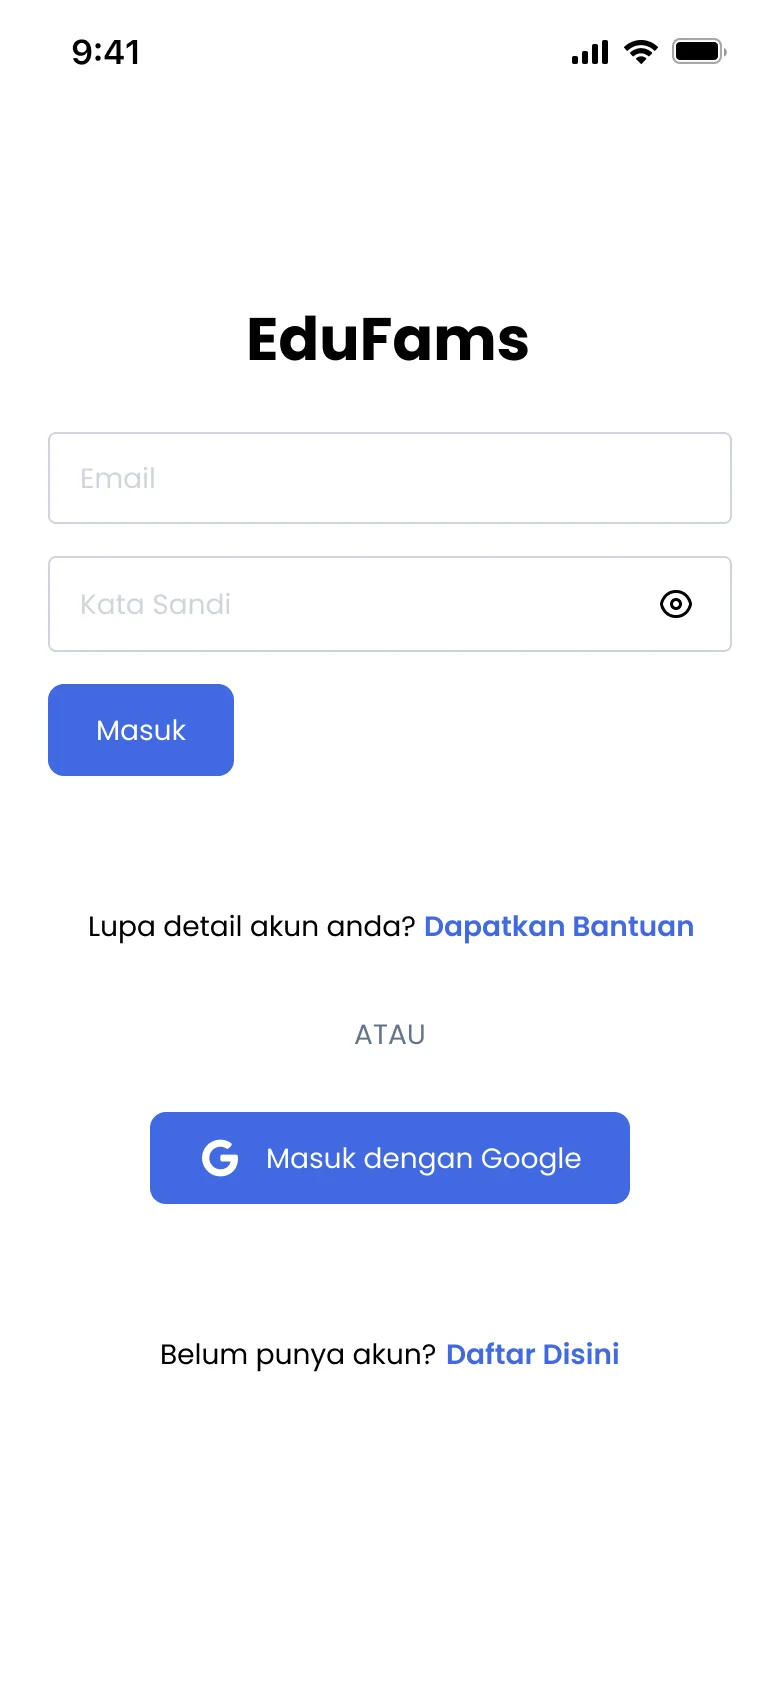 9:41
EduFams
Email
Kata Sandi
Masuk
Lupa detail akun anda? Dapatkan Bantuan
ATAU
Masuk dengan Google
Belum punya akun? Daftar Disini